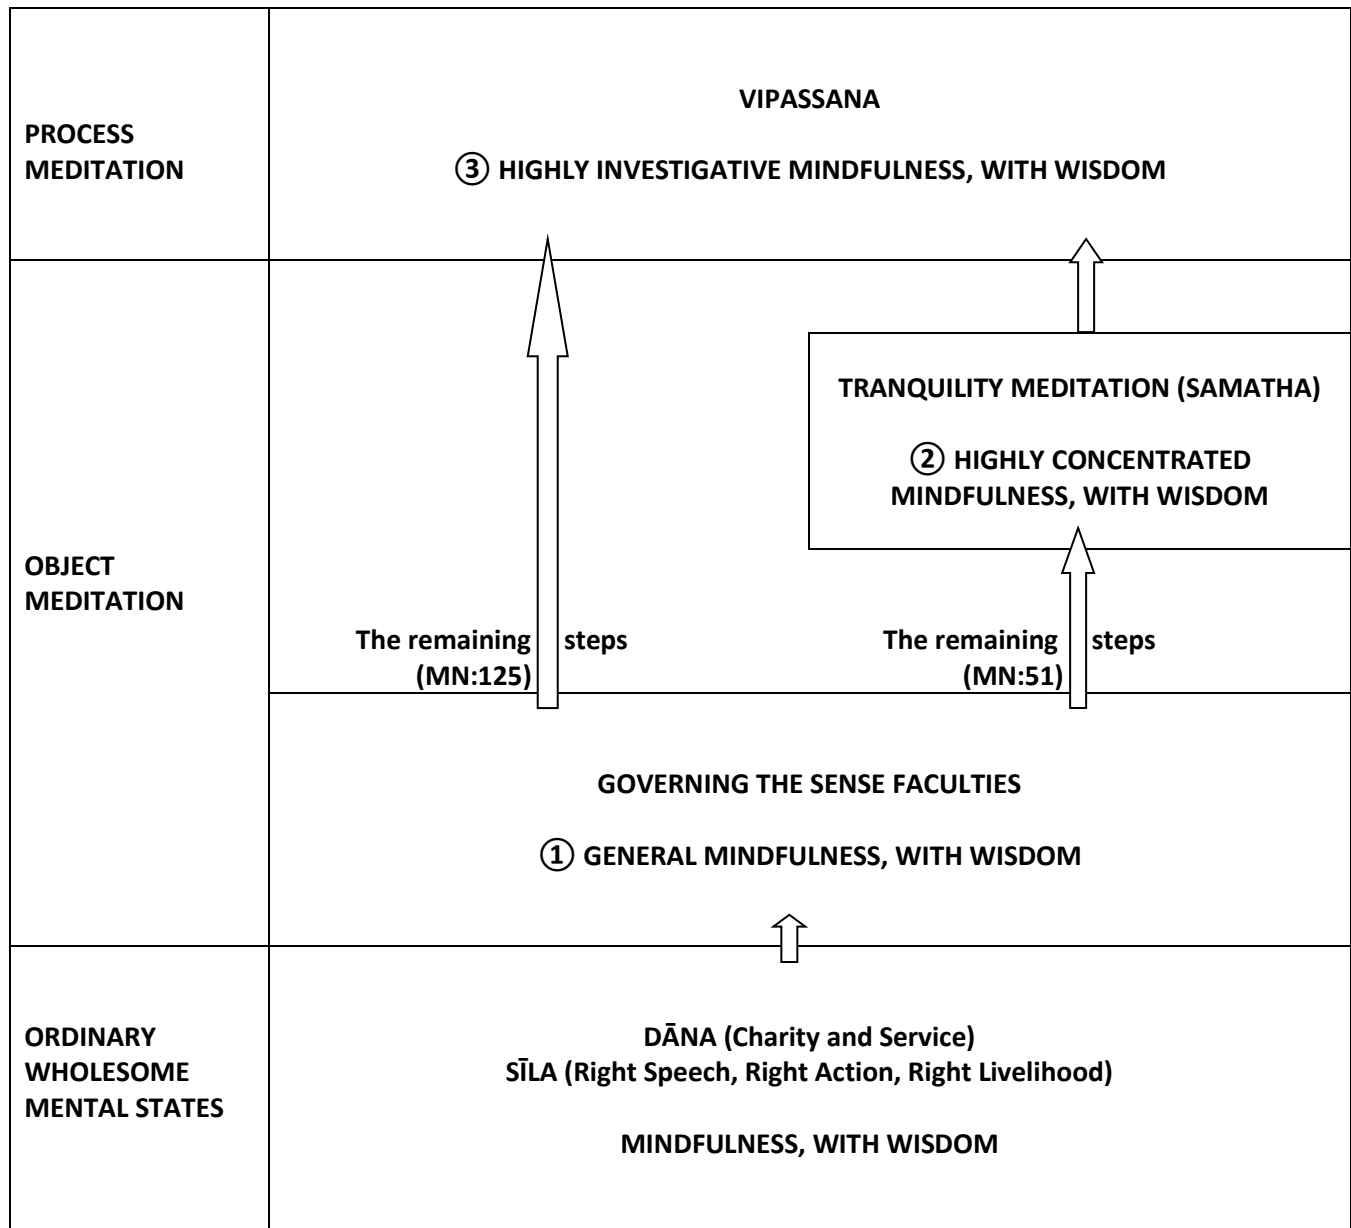 PROCESS
MEDITATION
VIPASSANA
③ HIGHLY INVESTIGATIVE MINDFULNESS, WITH WISDOM
OBJECT
MEDITATION
TRANQUILITY MEDITATION (SAMATHA)
② HIGHLY CONCENTRATED
MINDFULNESS, WITH WISDOM
The remaining steps
(MN:125)
The remaining steps
(MN:51)
GOVERNING THE SENSE FACULTIES
① GENERAL MINDFULNESS, WITH WISDOM
ORDINARY
WHOLESOME
MENTAL STATES
DĀNA (Charity and Service)
SĪLA (Right Speech, Right Action, Right Livelihood)
MINDFULNESS, WITH WISDOM